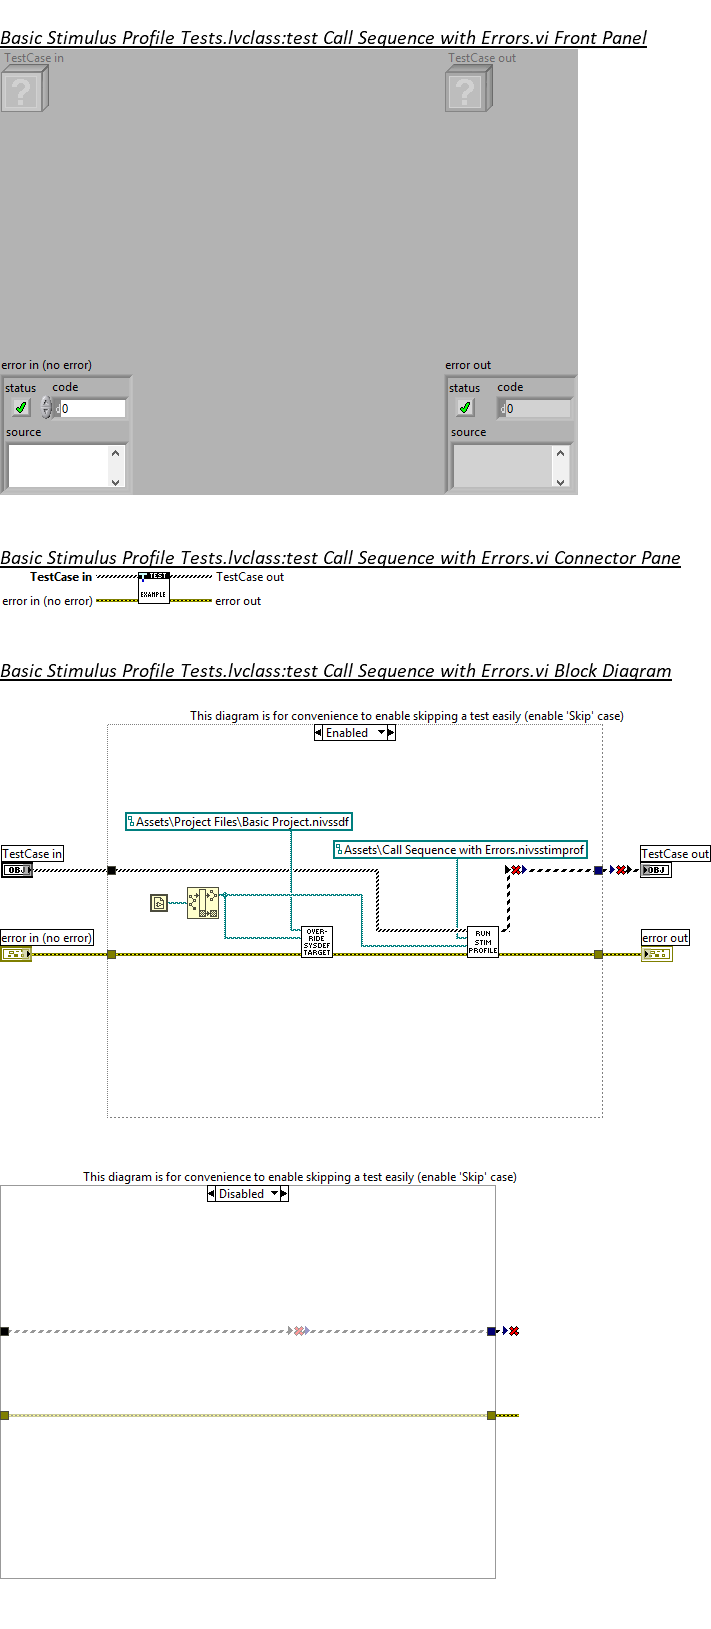 Basic Stimulus Profile Tests.lvclass:test Call Sequence with Errors.vi Front Panel
TestCase in
TestCase out
error in (no error)
error out
status code
status code
d0
d0
source
source
Basic Stimulus Profile Tests.lvclass:test Call Sequence with Errors.vi Connector Pane
TestCase in
TEST
TestCase out
error in (no error)
EXAMPLE
error out
Basic Stimulus Profile Tests.lvclass:test Call Sequence with Errors.vi Block Diagram
This diagram is for convenience to enable skipping a test easily (enable 'Skip' case)
Enabled
Assets\Project Files\Basic Project.nivssdf
Assets\Call Sequence with Errors.nivsstimprof
TestCase in
TestCase out
OBJ
OBJ
error in (no error)
error out
OVER-
RIDE
SYSDEF
TARGET
RUN
STIM
PROFILE
This diagram is for convenience to enable skipping a test easily (enable 'Skip' case)
Disabled